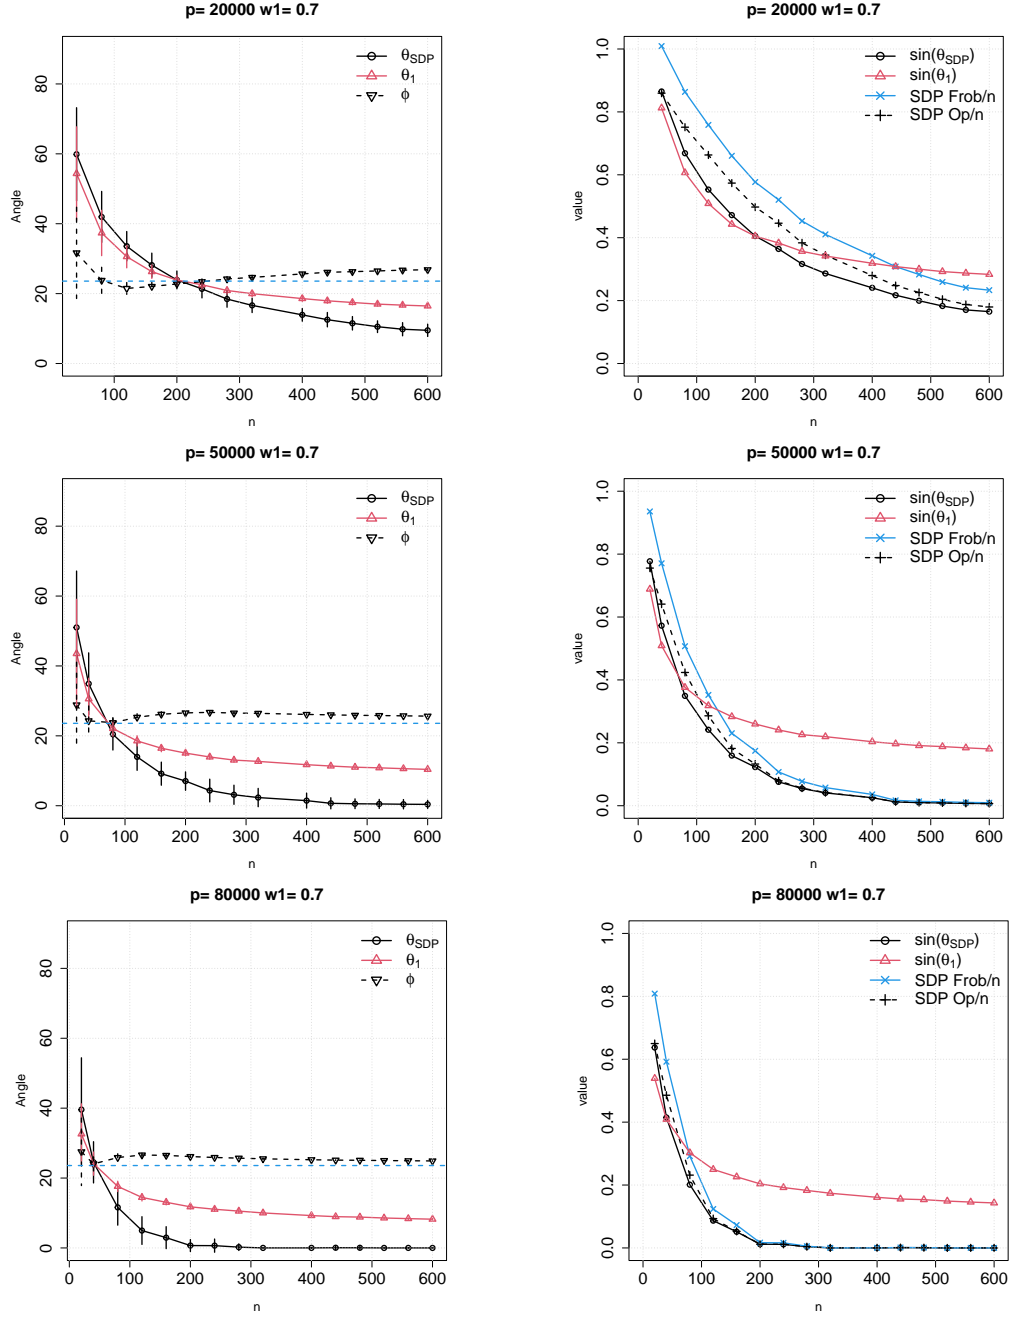 p= 20000 w1= 0.7
θSDP
θ1
ϕ
Angle
0 20 40 60 80
100 200 300 400 500 600
n
p= 20000 w1= 0.7
sin(θSDP)
sin(θ1)
SDP Frob/n
SDP Op/n
value
0.0 0.2 0.4 0.6 0.8 1.0
0 100 200 300 400 500 600
n
p= 50000 w1= 0.7
θSDP
θ1
ϕ
Angle
0 20 40 60 80
0 100 200 300 400 500 600
n
p= 50000 w1= 0.7
sin(θSDP)
sin(θ1)
SDP Frob/n
SDP Op/n
value
0.0 0.2 0.4 0.6 0.8 1.0
0 100 200 300 400 500 600
n
p= 80000 w1= 0.7
θSDP
θ1
ϕ
Angle
0 20 40 60 80
0 100 200 300 400 500 600
n
p= 80000 w1= 0.7
sin(θSDP)
sin(θ1)
SDP Frob/n
SDP Op/n
value
0.0 0.2 0.4 0.6 0.8 1.0
0 100 200 300 400 500 600
n